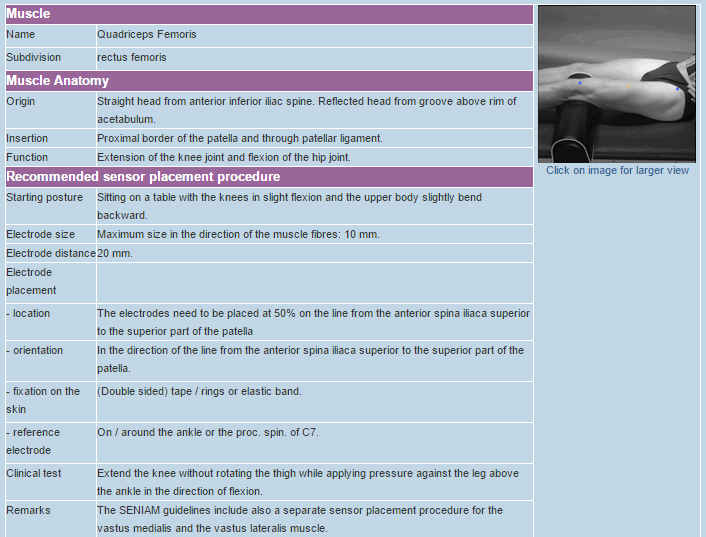 Muscle
Name Quadriceps Femoris
Subdivision rectus femoris
Muscle Anatomy
Origin Straight head from anterior inferior iliac spine. Reflected head from groove above rim of
acetabulum.
Insertion Proximal border of the patella and through patellar ligament.
Function Extension of the knee joint and flexion of the hip joint.
Recommended sensor placement procedure
Starting posture Sitting on a table with the knees in slight flexion and the upper body slightly bend
backward.
Electrode size Maximum size in the direction of the muscle fibres: 10 mm.
Electrode distance 20 mm.
Electrode
placement
- location The electrodes need to be placed at 50% on the line from the anterior spina iliaca superior
to the superior part of the patella
- orientation In the direction of the line from the anterior spina iliaca superior to the superior part of the
patella.
- fixation on the (Double sided) tape / rings or elastic band.
skin
- reference On / around the ankle or the proc. spin. of C7.
electrode
Clinical test Extend the knee without rotating the thigh while applying pressure against the leg above
the ankle in the direction of flexion.
Remarks The SENIAM guidelines include also a separate sensor placement procedure for the
vastus medialis and the vastus lateralis muscle.
Click on image for larger view